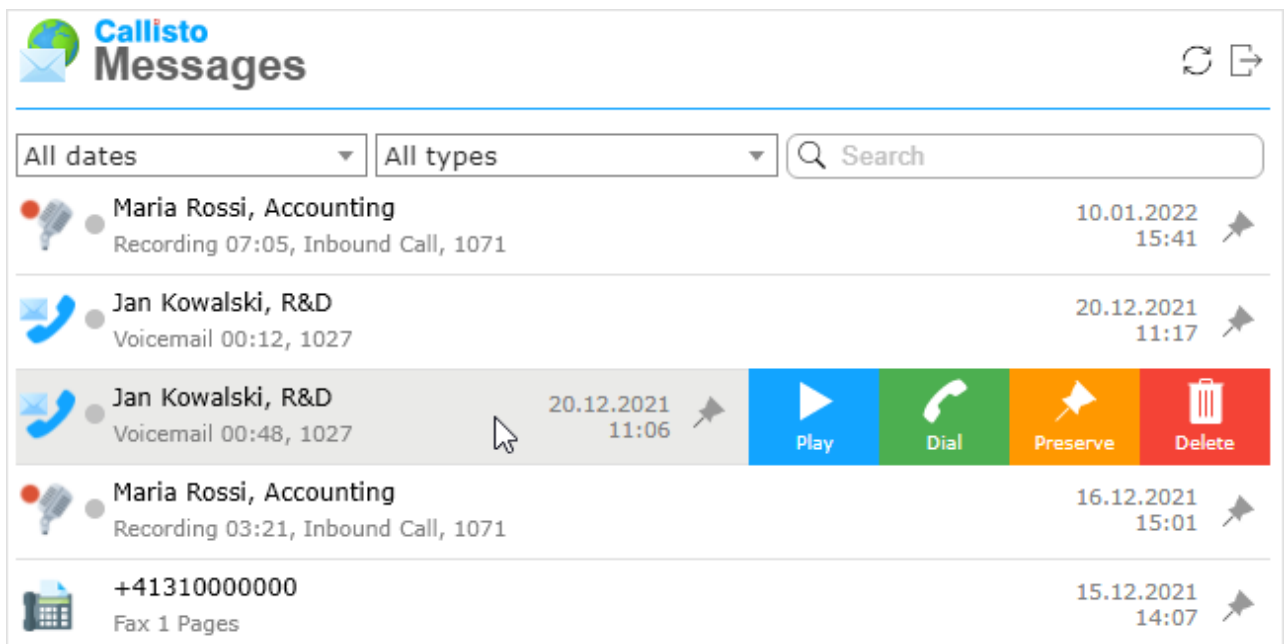 Callisto
Messages
All dates
All types
Search
Maria Rossi, Accounting
Recording 07:05, Inbound Call, 1071
10.01.2022
15:41
Jan Kowalski, R&D
Voicemail 00:12, 1027
20.12.2021
11:17
Jan Kowalski, R&D
Voicemail 00:48, 1027
20.12.2021
11:06
Play
Dial
Preserve
Delete
Maria Rossi, Accounting
Recording 03:21, Inbound Call, 1071
16.12.2021
15:01
+41310000000
Fax 1 Pages
15.12.2021
14:07